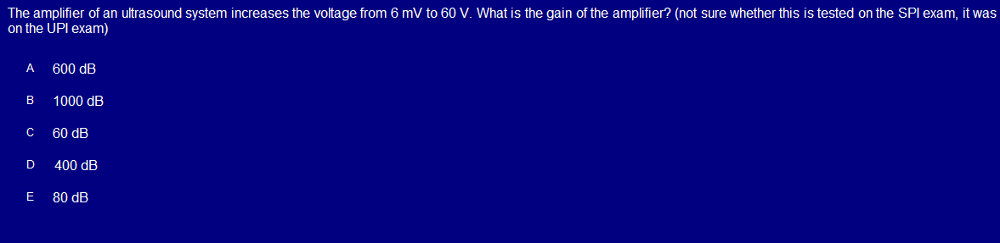 The amplifier of an ultrasound system increases the voltage from 6 mV to 60 V. What is the gain of the amplifier? (not sure whether this is tested on the SPI exam, it was
on the UPI exam)
A 600 dB
B 1000 dB
C 60 dB
D 400 dB
E 80 dB